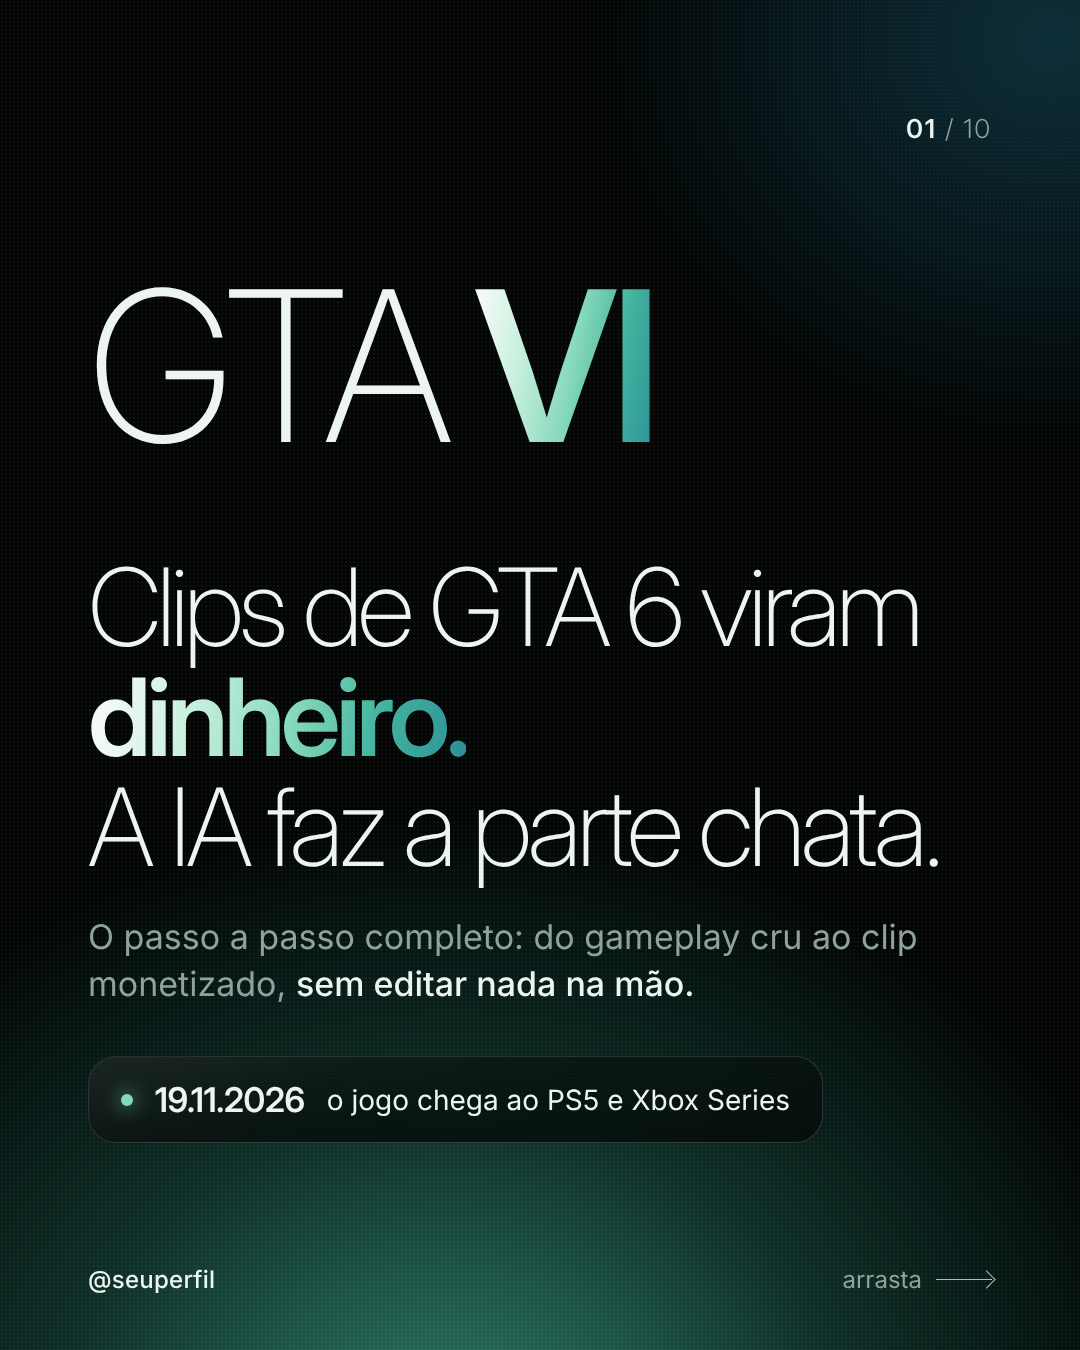 01 / 10
GTA VI
Clips de GTA 6 viram
dinheiro.
A IA faz a parte chata.
O passo a passo completo: do gameplay cru ao clip
monetizado, sem editar nada na mão.
19.11.2026 o jogo chega ao PS5 e Xbox Series
@seuperfil
arrasta